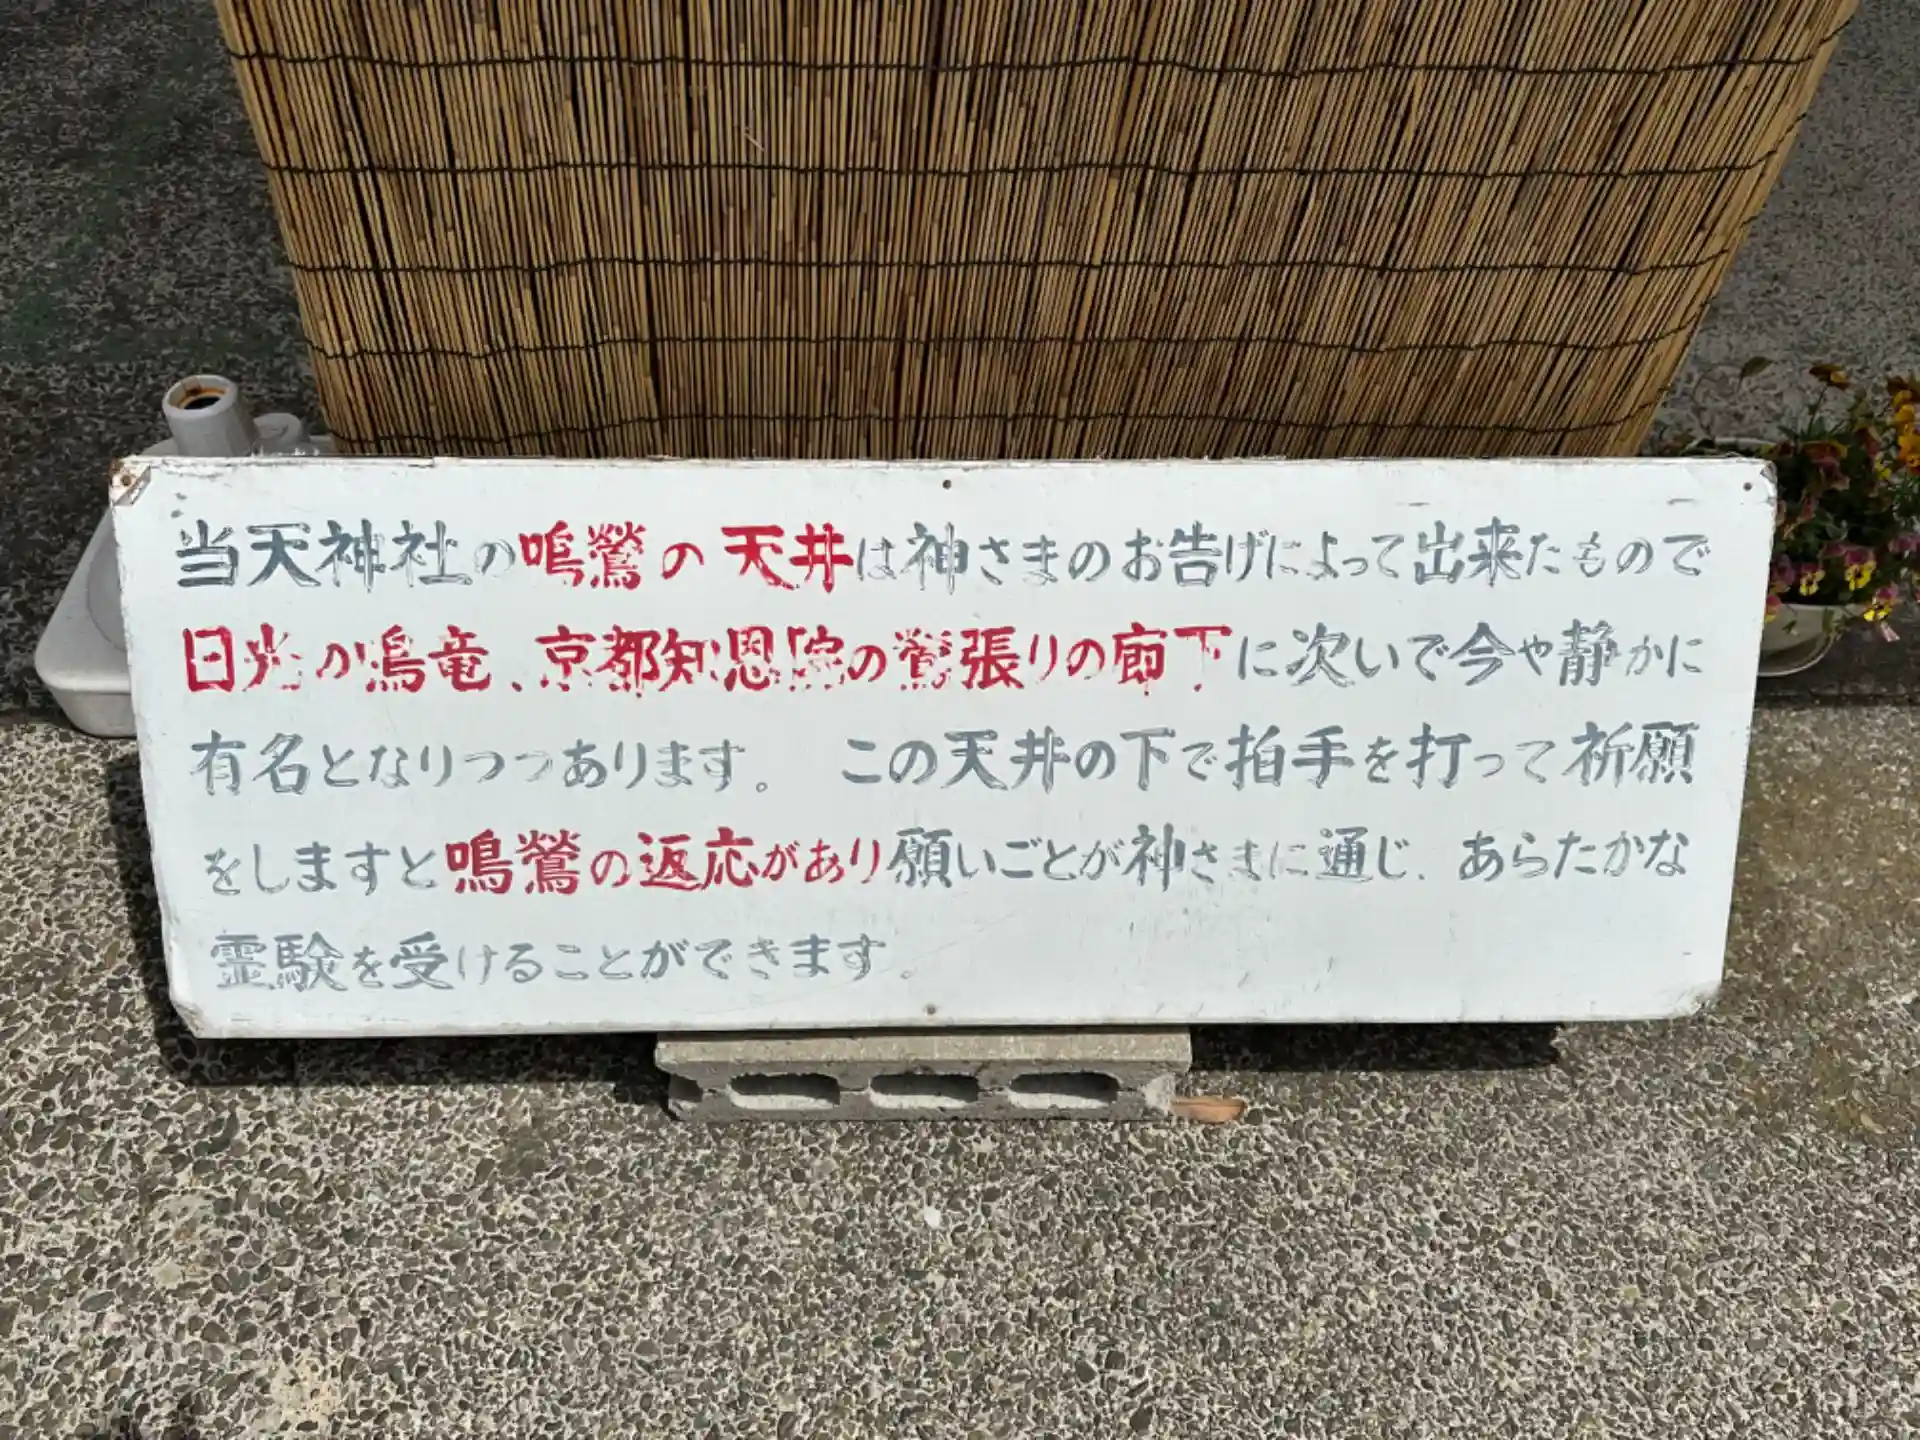 当天神社の鳴鶯の天井は神さまのお告げによって出来たもので
日光の鳴竜、京都知恩院の鶯張りの廊下に次いで今や静かに
有名となりつつあります。 この天井の下で拍手を打って祈願
をしますと鳴鶯の返応があり願いごとが神さまに通じ、あらたかな
霊験を受けることができます。